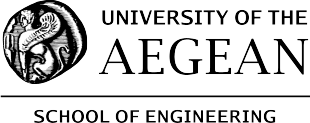 UNIVERSITY OF THE
AEGEAN
SCHOOL OF ENGINEERING